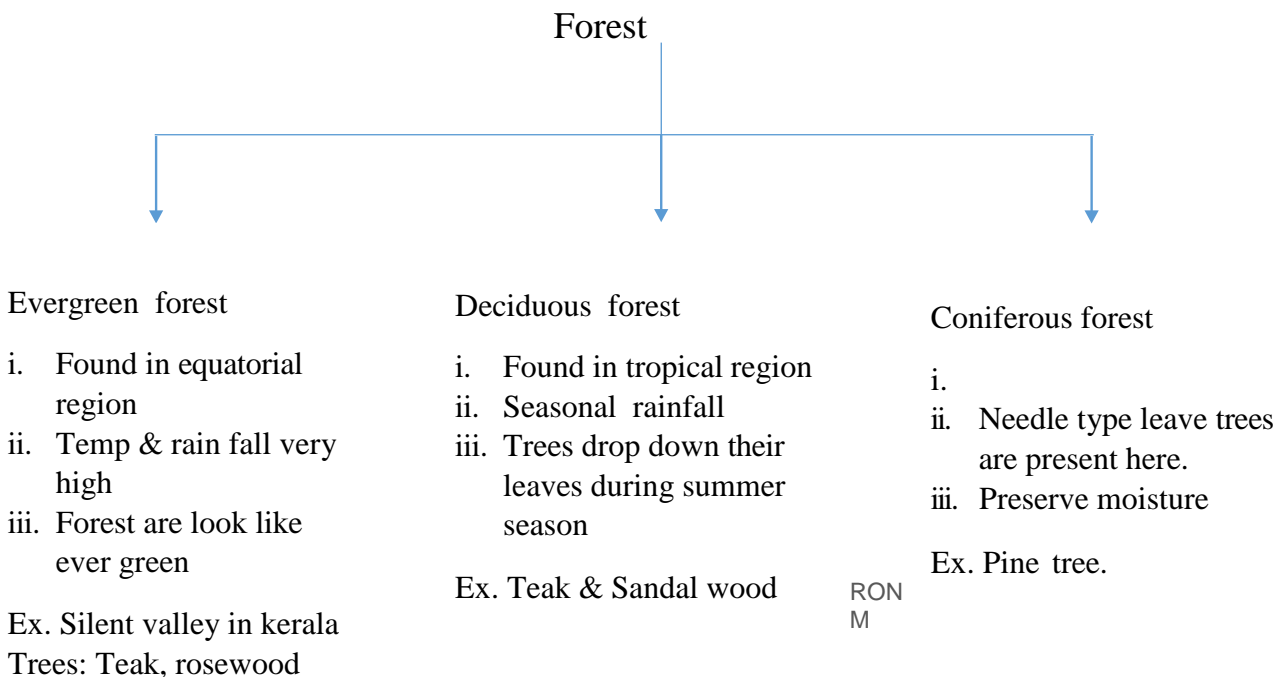 Forest
Evergreen forest
i. Found in equatorial
region
ii. Temp & rain fall very
high
iii. Forest are look like
ever green
Ex. Silent valley in kerala
Trees: Teak, rosewood
Deciduous forest
i. Found in tropical region
ii. Seasonal rainfall
iii. Trees drop down their
leaves during summer
season
Ex. Teak & Sandal wood
RON
M
Coniferous forest
i.
ii. Needle type leave trees
are present here.
iii. Preserve moisture
Ex. Pine tree.